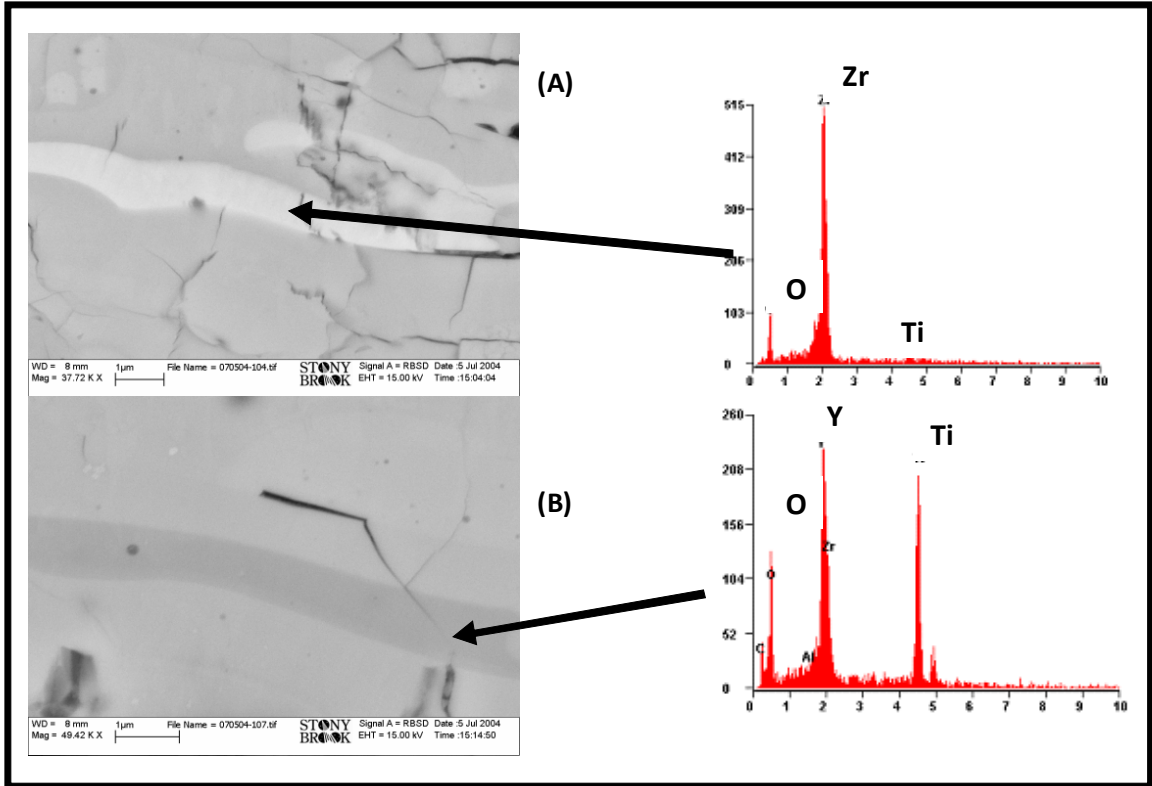 (A)
Zr
515
412
309
206
103
0
O
Ti
0 1 2 3 4 5 6 7 8 9 10
WD = 8 mm
Mag = 37.72 K X
1µm
File Name = 070504-104.tif
STONY
BROOK
Signal A = RBSD
EHT = 15.00 kV
Date :5 Jul 2004
Time :15:04:04
(B)
Y
Ti
260
208
156
104
52
0
O
Zr
O
C
Al
0 1 2 3 4 5 6 7 8 9 10
WD = 8 mm
Mag = 49.42 K X
1µm
File Name = 070504-107.tif
STONY
BROOK
Signal A = RBSD
EHT = 15.00 kV
Date :5 Jul 2004
Time :15:14:50